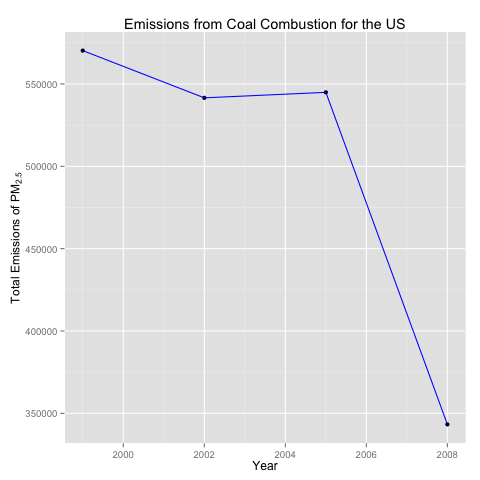 Emissions from Coal Combustion for the US
Total Emissions of PM2.5
550000
500000
450000
400000
350000
2000 2002 2004 2006 2008
Year